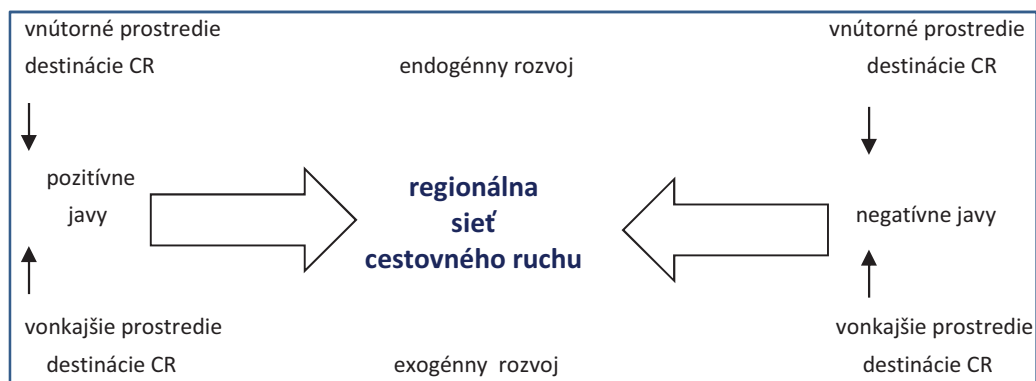 vnútorné prostredie
destinácie CR
endogénny rozvoj
vnútorné prostredie
destinácie CR
pozitívne
javy
regionálna
sieť
cestovného ruchu
negatívne javy
vonkajšie prostredie
destinácie CR
exogénny rozvoj
vonkajšie prostredie
destinácie CR